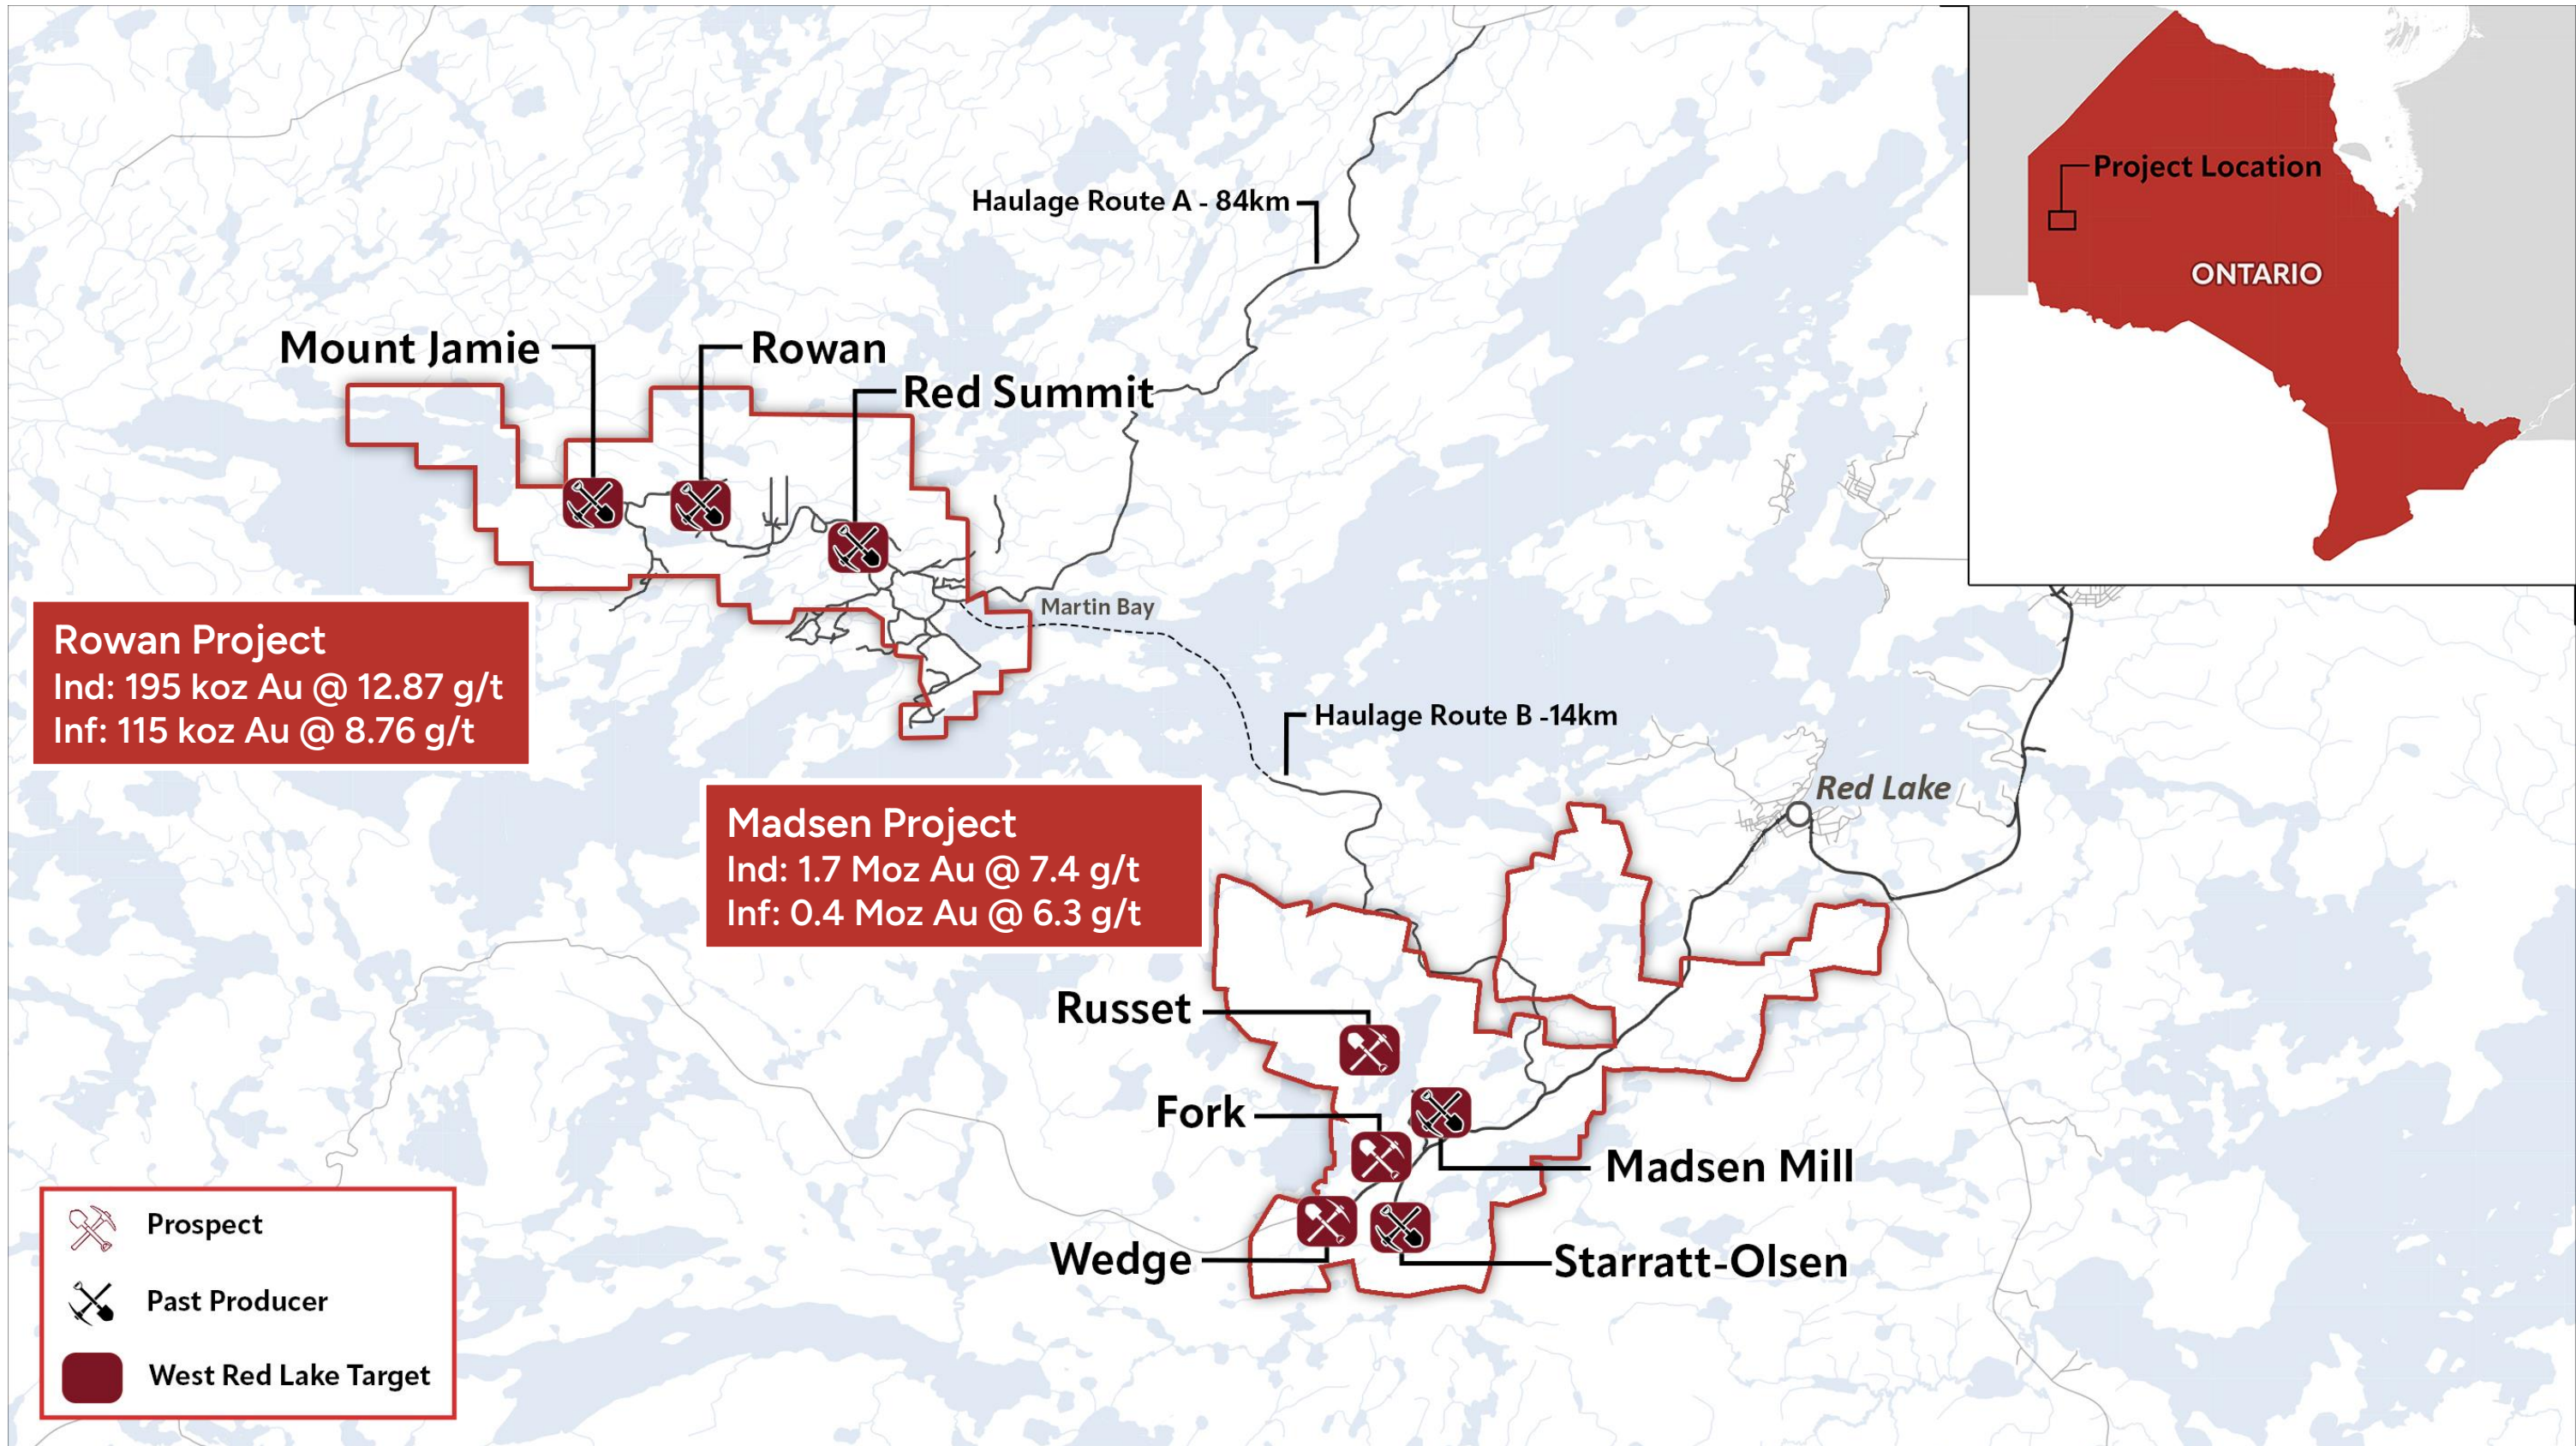 Project Location
ONTARIO
Haulage Route A - 84km
Mount Jamie
Rowan
Red Summit
Martin Bay
Rowan Project
Ind: 195 koz Au @ 12.87 g/t
Inf: 115 koz Au @ 8.76 g/t
Haulage Route B -14km
Red Lake
Madsen Project
Ind: 1.7 Moz Au @ 7.4 g/t
Inf: 0.4 Moz Au @ 6.3 g/t
Russet
Fork
Madsen Mill
Wedge
Starratt-Olsen
Prospect
Past Producer
West Red Lake Target